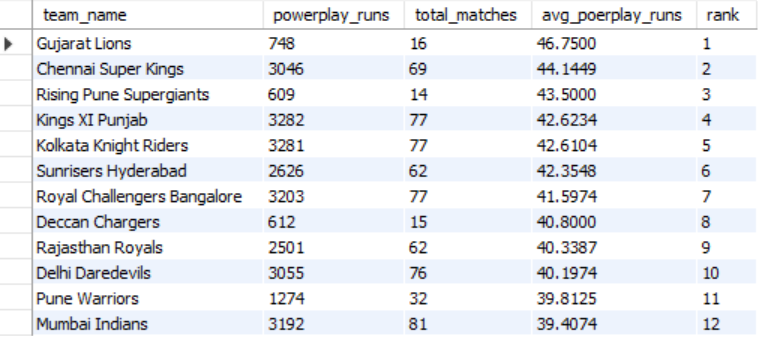 team_name powerplay_runs total_matches avg_poerplay_runs rank
Gujarat Lions 748 16 46.7500 1
Chennai Super Kings 3046 69 44.1449 2
Rising Pune Supergiants 609 14 43.5000 3
Kings XI Punjab 3282 77 42.6234 4
Kolkata Knight Riders 3281 77 42.6104 5
Sunrisers Hyderabad 2626 62 42.3548 6
Royal Challengers Bangalore 3203 77 41.5974 7
Deccan Chargers 612 15 40.8000 8
Rajasthan Royals 2501 62 40.3387 9
Delhi Daredevils 3055 76 40.1974 10
Pune Warriors 1274 32 39.8125 11
Mumbai Indians 3192 81 39.4074 12